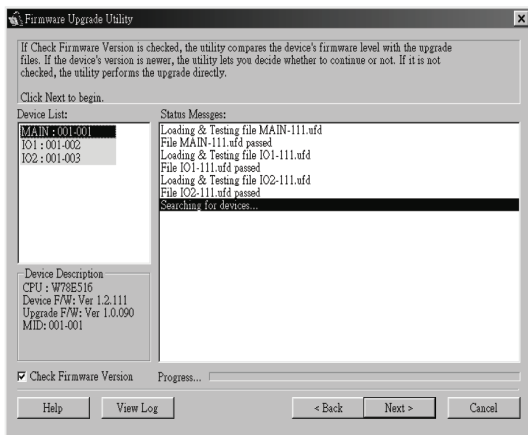 Firmware Upgrade Utility
If Check Firmware Version is checked, the utility compares the device's firmware level with the upgrade
files. If the device's version is newer, the utility lets you decide whether to continue or not. If it is not
checked, the utility performs the upgrade directly.
Click Next to begin.
Device List:
MAIN : 001-001
IO1 : 001-002
IO2 : 001-003
Status Messges:
Loading & Testing file MAIN-111.ufd
File MAIN-111.ufd passed
Loading & Testing file IO1-111.ufd
File IO1-111.ufd passed
Loading & Testing file IO2-111.ufd
File IO2-111.ufd passed
Searching for devices...
Device Description
CPU : W78E516
Device F/W: Ver 1.2.111
Upgrade F/W: Ver 1.0.090
MID: 001-001
Check Firmware Version
Progress...
Help
View Log
< Back
Next >
Cancel